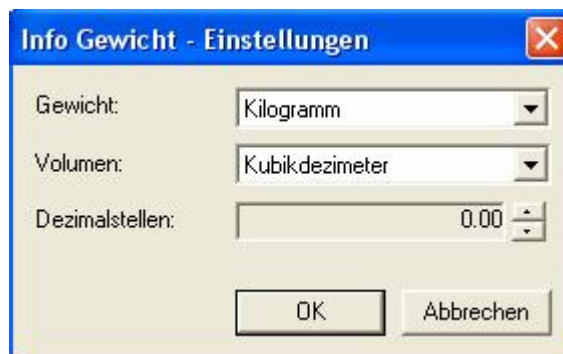 Info Gewicht - Einstellungen
Gewicht: Kilogramm
Volumen: Kubikdezimeter
Dezimalstellen: 0.00
OK Abbrechen